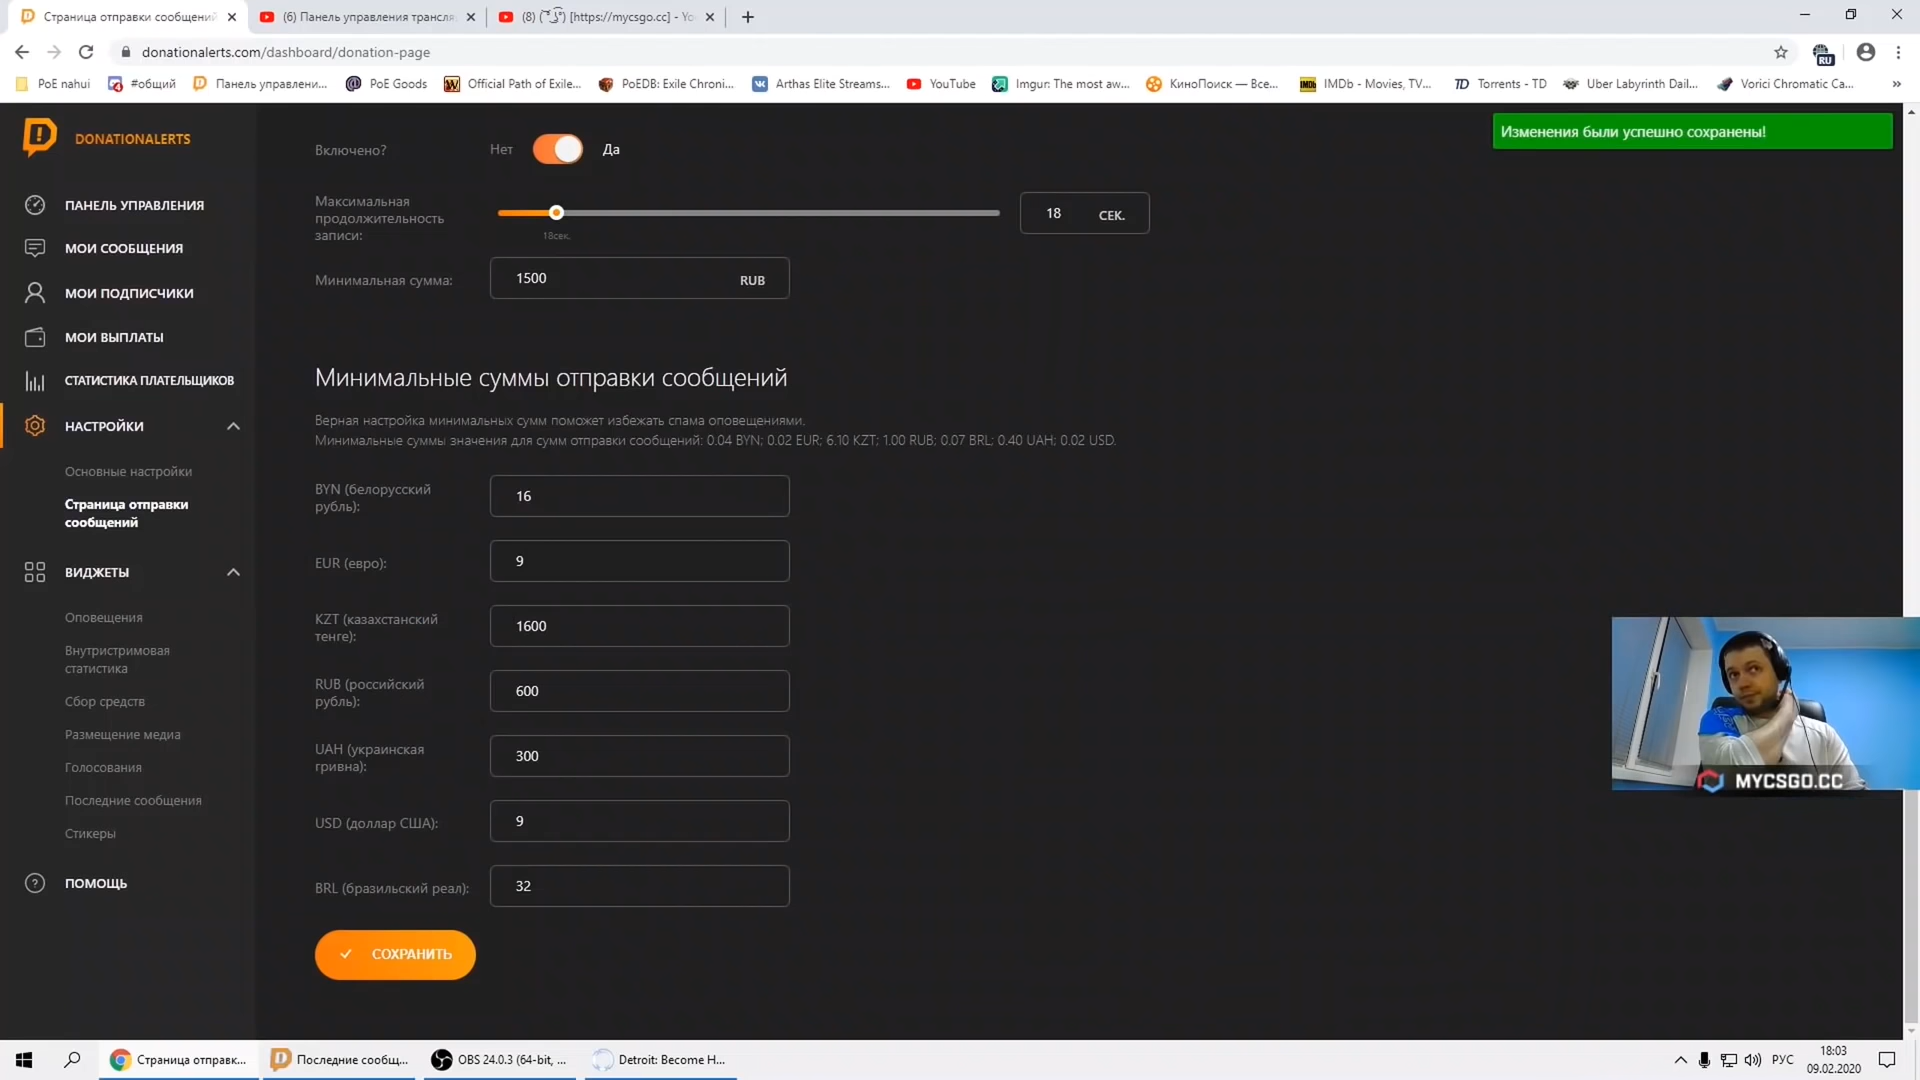 Страница отправки сообщений
(6) Панель управления трансля
(8) ( ͡° ͜ʖ ͡°) [https://mycsgo.cc] - Yo
donationalerts.com/dashboard/donation-page
RU
PoE nahui
#общий
Панель управлени...
PoE Goods
Official Path of Exile...
PoEDB: Exile Chroni...
Arthas Elite Streams...
YouTube
Imgur: The most aw...
КиноПоиск — Все...
IMDb - Movies, TV...
Torrents - TD
Uber Labyrinth Dail...
Vorici Chromatic Ca...
DONATIONALERTS
ПАНЕЛЬ УПРАВЛЕНИЯ
МОИ СООБЩЕНИЯ
МОИ ПОДПИСЧИКИ
МОИ ВЫПЛАТЫ
СТАТИСТИКА ПЛАТЕЛЬЩИКОВ
НАСТРОЙКИ
Основные настройки
Страница отправки
сообщений
ВИДЖЕТЫ
Оповещения
Внутристримовая
статистика
Сбор средств
Размещение медиа
Голосования
Последние сообщения
Стикеры
ПОМОЩЬ
Изменения были успешно сохранены!
Включено?
Нет
Да
Максимальная
продолжительность
записи:
18сек.
18 СЕК.
Минимальная сумма:
1500 RUB
Минимальные суммы отправки сообщений
Верная настройка минимальных сумм поможет избежать спама оповещениями.
Минимальные суммы значения для сумм отправки сообщений: 0.04 BYN; 0.02 EUR; 6.10 KZT; 1.00 RUB; 0.07 BRL; 0.40 UAH; 0.02 USD.
BYN (белорусский
рубль):
16
EUR (евро):
9
KZT (казахстанский
тенге):
1600
RUB (российский
рубль):
600
UAH (украинская
гривна):
300
USD (доллар США):
9
BRL (бразильский реал):
32
СОХРАНИТЬ
MYCSGO.CC
Страница отправк...
Последние сообщ...
OBS 24.0.3 (64-bit, ...
Detroit: Become H...
РУС
18:03
09.02.2020